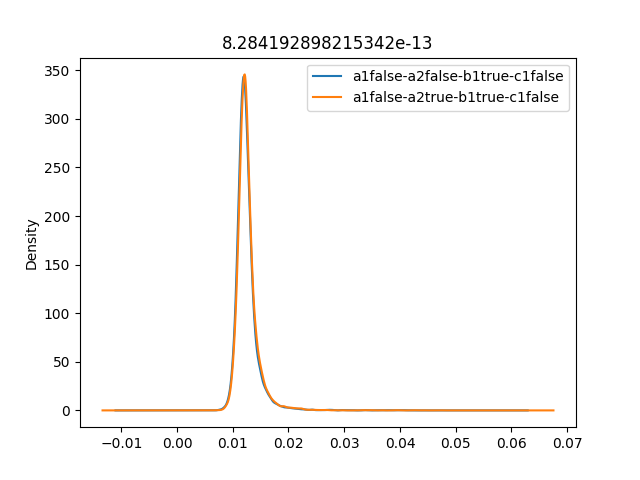 8.284192898215342e-13
a1false-a2false-b1true-c1false
a1false-a2true-b1true-c1false
Density
350
300
250
200
150
100
50
0
−0.01 0.00 0.01 0.02 0.03 0.04 0.05 0.06 0.07